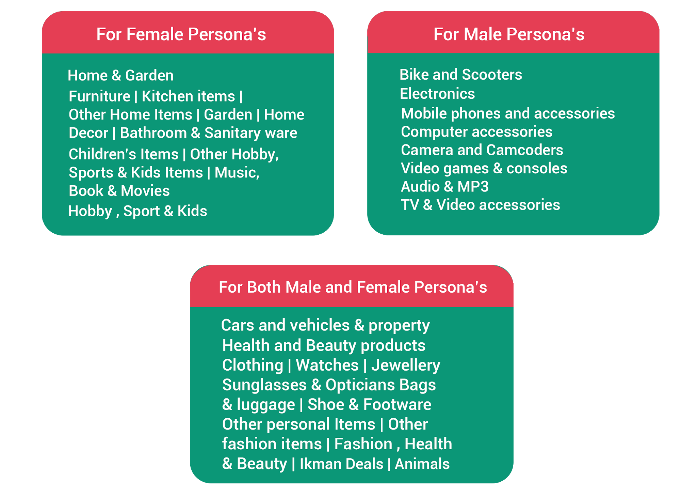 For Female Persona's
Home & Garden
Furniture | Kitchen items |
Other Home Items | Garden | Home
Decor | Bathroom & Sanitary ware
Children's Items | Other Hobby,
Sports & Kids Items | Music,
Book & Movies
Hobby , Sport & Kids
For Male Persona's
Bike and Scooters
Electronics
Mobile phones and accessories
Computer accessories
Camera and Camcoders
Video games & consoles
Audio & MP3
TV & Video accessories
For Both Male and Female Persona's
Cars and vehicles & property
Health and Beauty products
Clothing | Watches | Jewellery
Sunglasses & Opticians Bags
& luggage | Shoe & Footware
Other personal Items | Other
fashion items | Fashion , Health
& Beauty | Ikman Deals | Animals